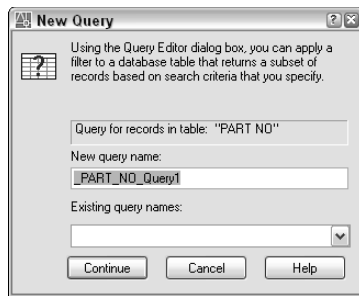 New Query
Using the Query Editor dialog box, you can apply a
filter to a database table that returns a subset of
records based on search criteria that you specify.
Query for records in table:  "PART NO"
New query name:
_PART_NO_Query1
Existing query names:
Continue
Cancel
Help